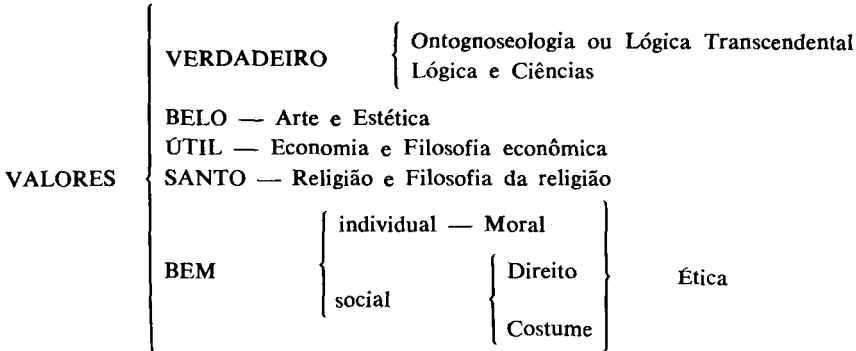 VERDADEIRO Ontognoseologia ou Lógica Transcendental
Lógica e Ciências
BELO — Arte e Estética
ÚTIL — Economia e Filosofia econômica
VALORES SANTO — Religião e Filosofia da religião
individual — Moral
BEM Direito Ética
social
Costume